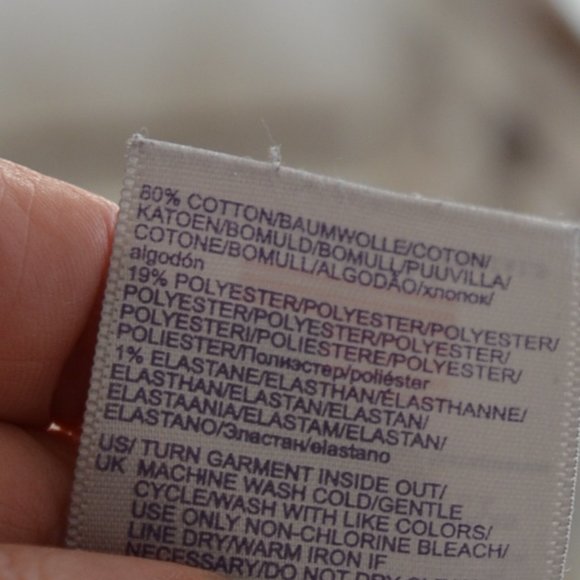 80% COTTON/BAUMWOLLE/COTON/
KATOEN/BOMULD/BOMULL/PUUVILLA/
COTONE/BOMULL/ALGODÃO/хлопок/
algodón
19% POLYESTER/POLYESTER/POLYESTER/
POLYESTER/POLYESTER/POLYESTER/
POLYESTERI/POLIESTERE/POLYESTER/
POLIESTER/Полиэстер/poliéster
1% ELASTANE/ELASTHAN/ÉLASTHANNE/
ELASTHAN/ELASTAN/ELASTAN/
ELASTAANIA/ELASTAM/ELASTAN/
ELASTANO/Эластан/elastano
US/ TURN GARMENT INSIDE OUT/
UK MACHINE WASH COLD/GENTLE
CYCLE/WASH WITH LIKE COLORS/
USE ONLY NON-CHLORINE BLEACH/
LINE DRY/WARM IRON IF
NECESSARY/DO NOT DRY